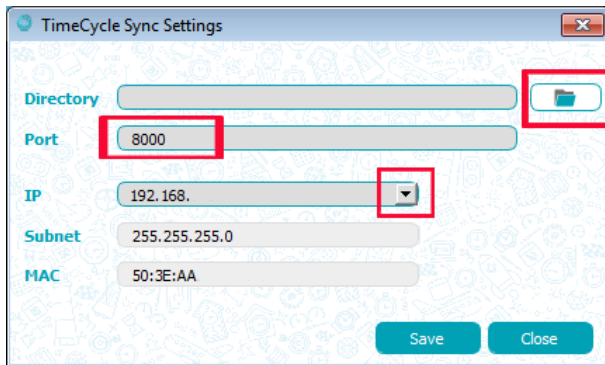 TimeCycle Sync Settings
Directory
Port 8000
IP 192.168.
Subnet 255.255.255.0
MAC 50:3E:AA
Save Close